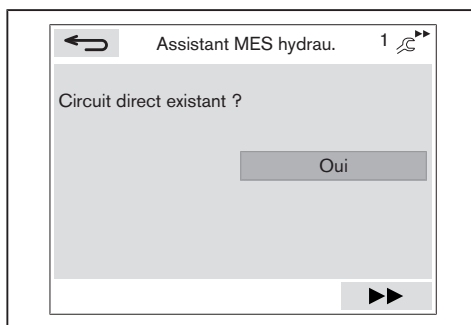 Assistant MES hydrau. 1
Circuit direct existant ?
Oui